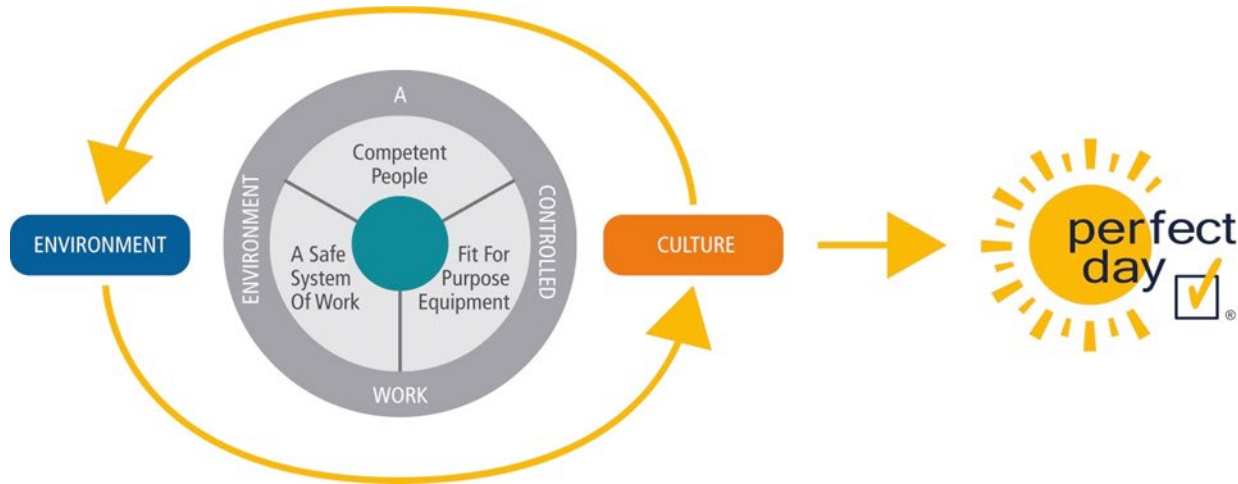 A
CONTROLLED
WORK
ENVIRONMENT
Competent
People
A Safe
System
Of Work
Fit For
Purpose
Equipment
ENVIRONMENT
CULTURE
perfect
day
®